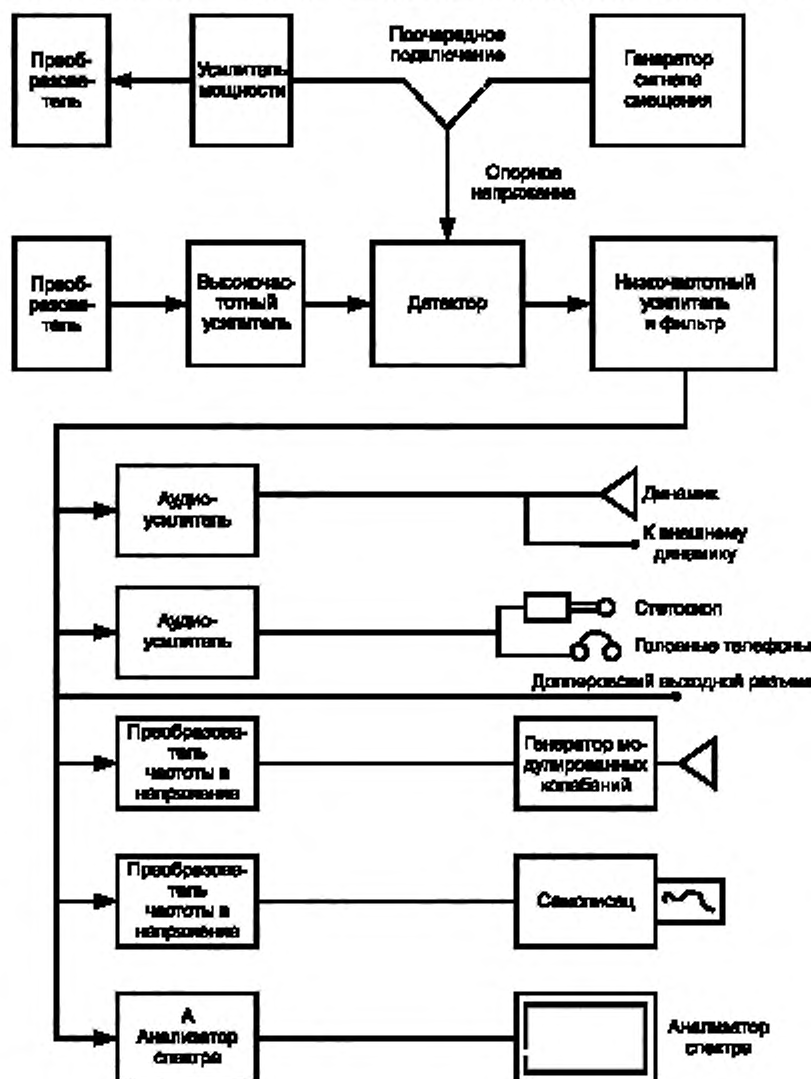 Преоб-
разова-
тель
Усилитель
мощности
Поочередное
подключение
Генератор
сигнала
смещения
Опорное
напряжение
Преоб-
разова-
тель
Высокочас-
тотный
усилитель
Детектор
Низкочастотный
усилитель
и фильтр
Аудио-
усилитель
Динамик
К внешнему
динамику
Аудио-
усилитель
Стетоскоп
Головные телефоны
Допплеровский выходной разъем
Преобразова-
тель
частоты в
напряжение
Генератор мо-
дулированных
колебаний
Преобразова-
тель
частоты в
напряжение
Самописец
А
Анализатор
спектра
Анализатор
спектра